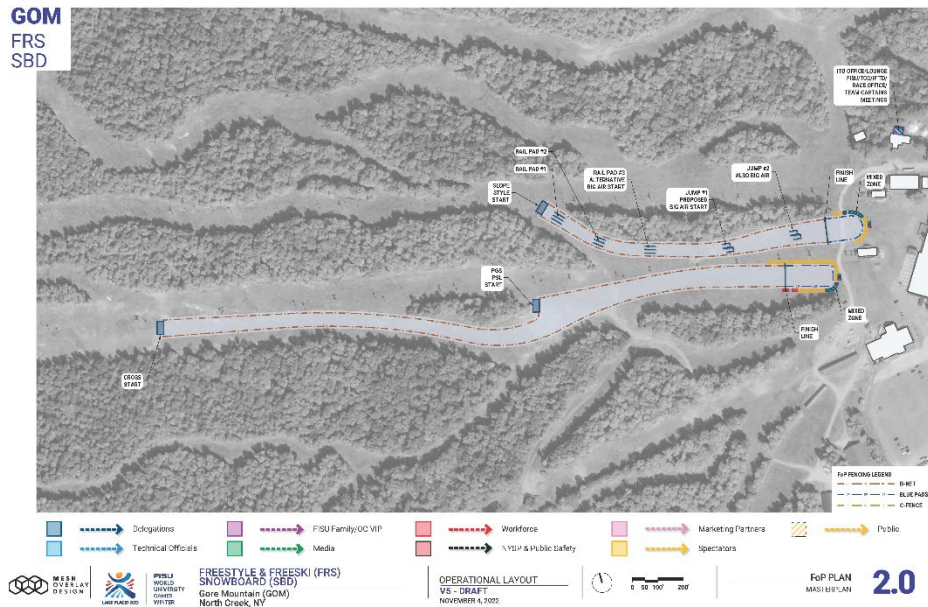 GOM
FRS
SBD
ITO OFFICE/LOUNGE
RACE OFFICE/
TEAM CAPTAINS
MEETINGS
RAIL PAD #2
RAIL PAD #1
SLOPE
STYLE
START
RAIL PAD #3
ALTERNATIVE
BIG AIR START
JUMP #1
PROPOSED
BIG AIR START
JUMP #2
ALSO BIG AIR
FINISH
LINE
MIXED
ZONE
PGS
PSL
START
CROSS
START
FINISH
LINE
MIXED
ZONE
FoP FENCING LEGEND
B-NET
BLUE PADS
C-FENCE
Delegations
FISU Family/OC VIP
Workforce
Marketing Partners
Public
Technical Officials
Media
NYSP & Public Safety
Spectators
MESH
OVERLAY
DESIGN
LAKE PLACID 2023
FISU
WORLD
UNIVERSITY
GAMES
WINTER
FREESTYLE & FREESKI (FRS)
SNOWBOARD (SBD)
Gore Mountain (GOM)
North Creek, NY
OPERATIONAL LAYOUT
V5 - DRAFT
NOVEMBER 4, 2022
0 50 100' 200'
FoP PLAN
MASTERPLAN
2.0